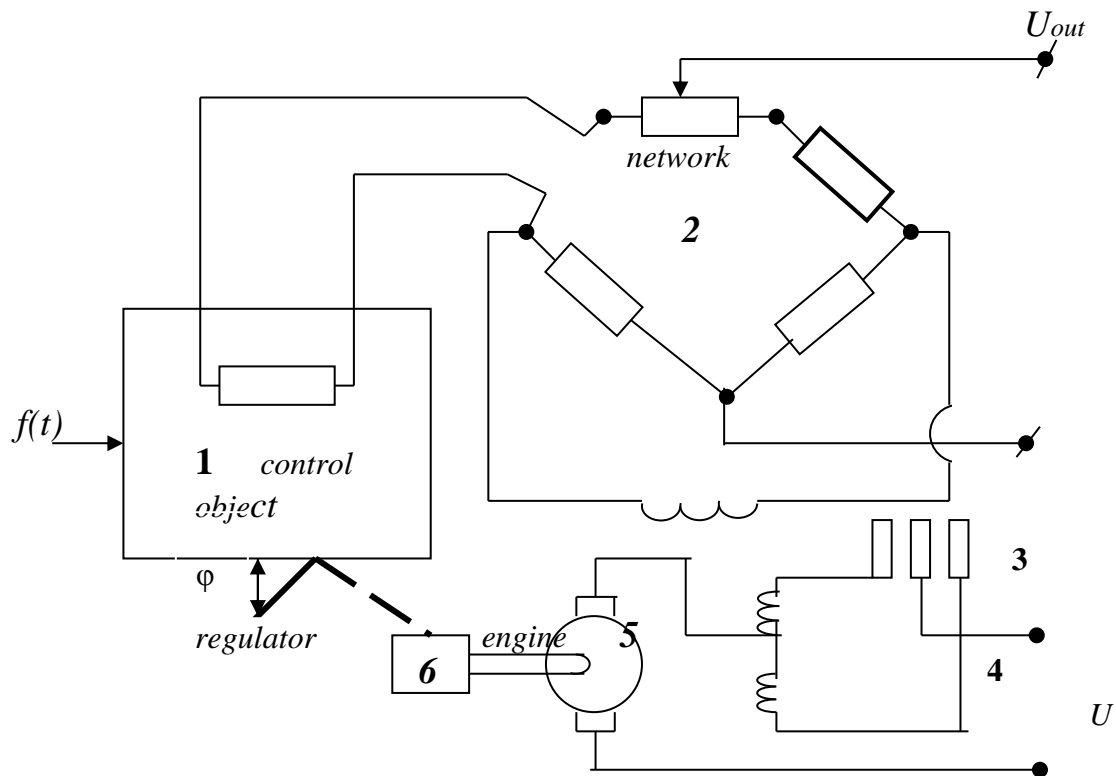 Uout
network
2
f(t)
1 control
object
3
φ
regulator
engine 5
6
4
U